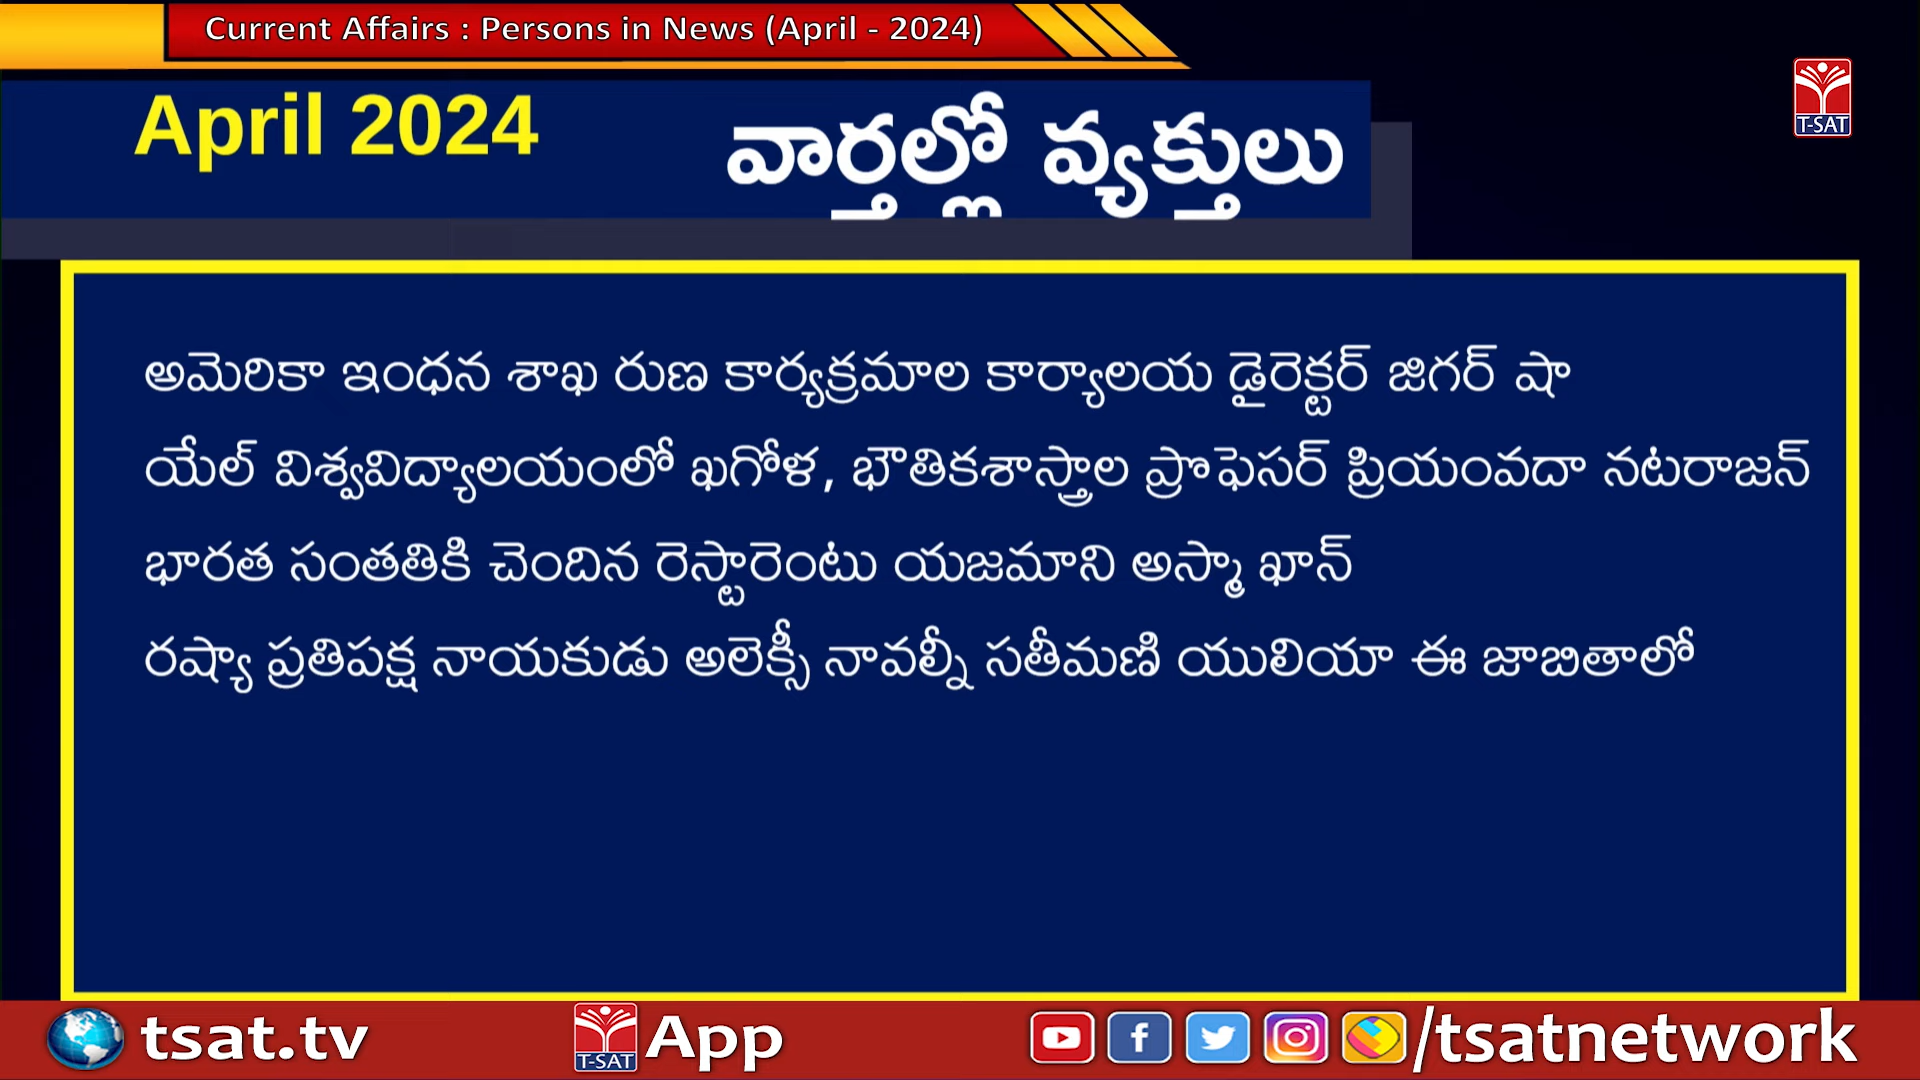 Current Affairs : Persons in News (April - 2024)
April 2024 వార్తల్లో వ్యక్తులు
T-SAT
అమెరికా ఇంధన శాఖ రుణ కార్యక్రమాల కార్యాలయ డైరెక్టర్ జిగర్ షా
యేల్ విశ్వవిద్యాలయంలో ఖగోళ, భౌతికశాస్త్రాల ప్రొఫెసర్ ప్రియంవదా నటరాజన్
భారత సంతతికి చెందిన రెస్టారెంటు యజమాని అస్మా ఖాన్
రష్యా ప్రతిపక్ష నాయకుడు అలెక్సీ నావల్నీ సతీమణి యులియా ఈ జాబితాలో
tsat.tv T-SAT App /tsatnetwork